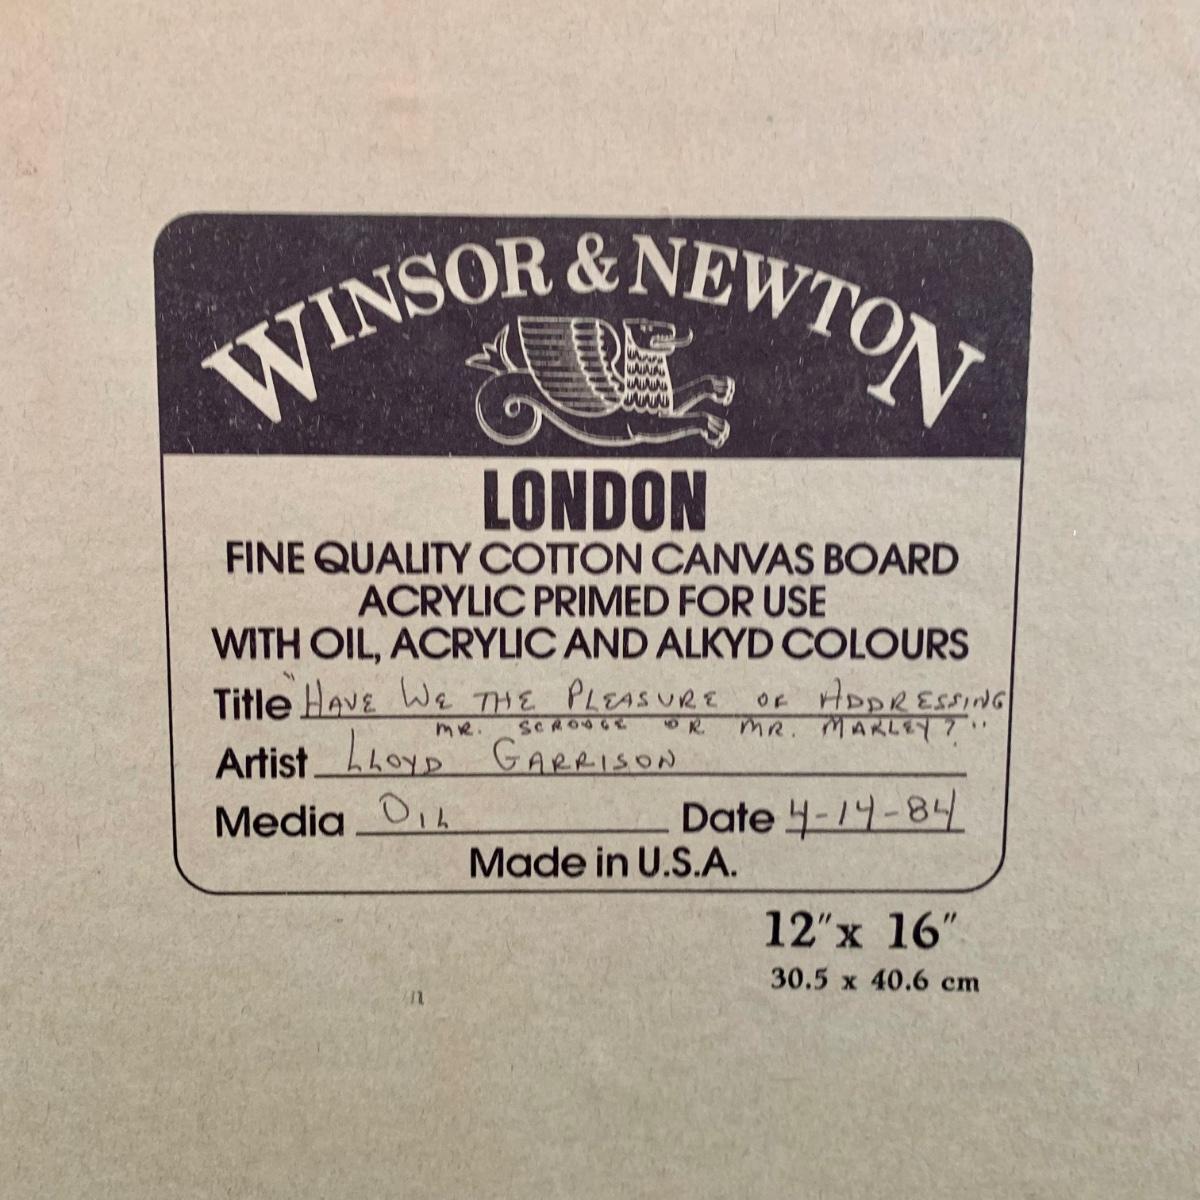 WINSOR & NEWTON
LONDON
FINE QUALITY COTTON CANVAS BOARD
ACRYLIC PRIMED FOR USE
WITH OIL, ACRYLIC AND ALKYD COLOURS
Title "HAVE WE THE PLEASURE OF ADDRESSING
MR. SCROOGE OR MR. MARLEY?"
Artist LLOYD GARRISON
Media OIL Date 4-14-84
Made in U.S.A.
12" x 16"
30.5 x 40.6 cm